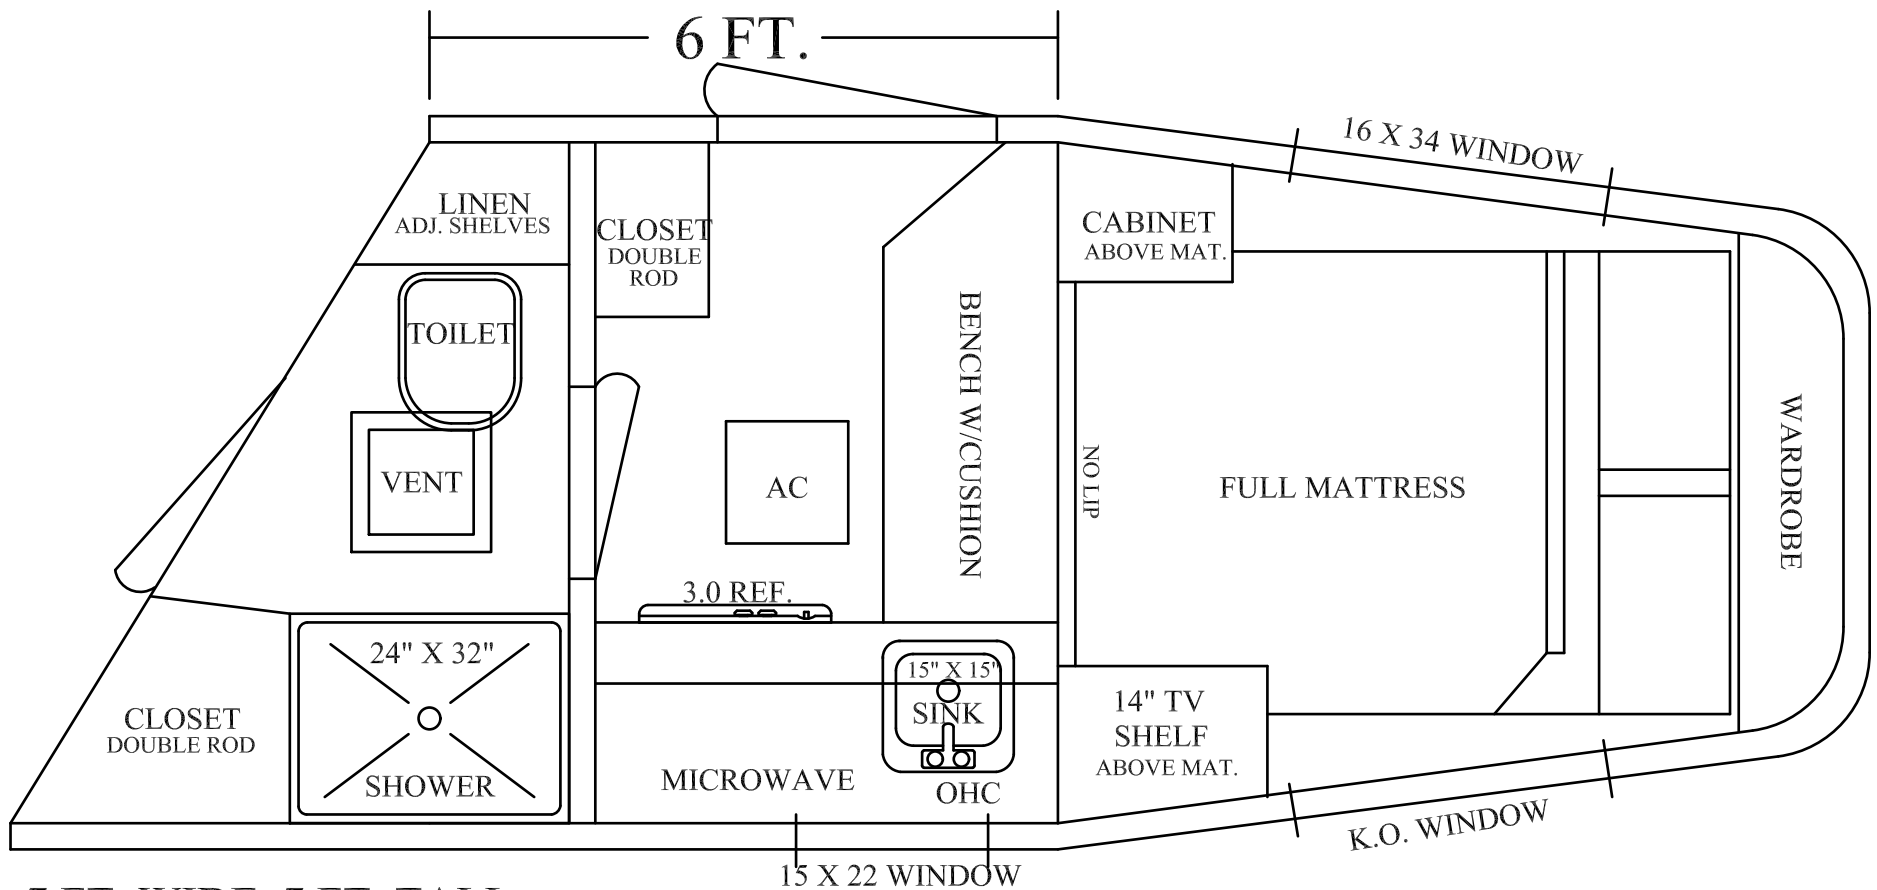 6 FT.
16 X 34 WINDOW
LINEN
ADJ. SHELVES
CLOSET
DOUBLE
ROD
CABINET
ABOVE MAT.
TOILET
VENT
AC
BENCH W/CUSHION
NO LIP
FULL MATTRESS
WARDROBE
3.0 REF.
24" X 32"
SHOWER
CLOSET
DOUBLE ROD
15" X 15"
SINK
MICROWAVE
OHC
14" TV
SHELF
ABOVE MAT.
15 X 22 WINDOW
K.O. WINDOW